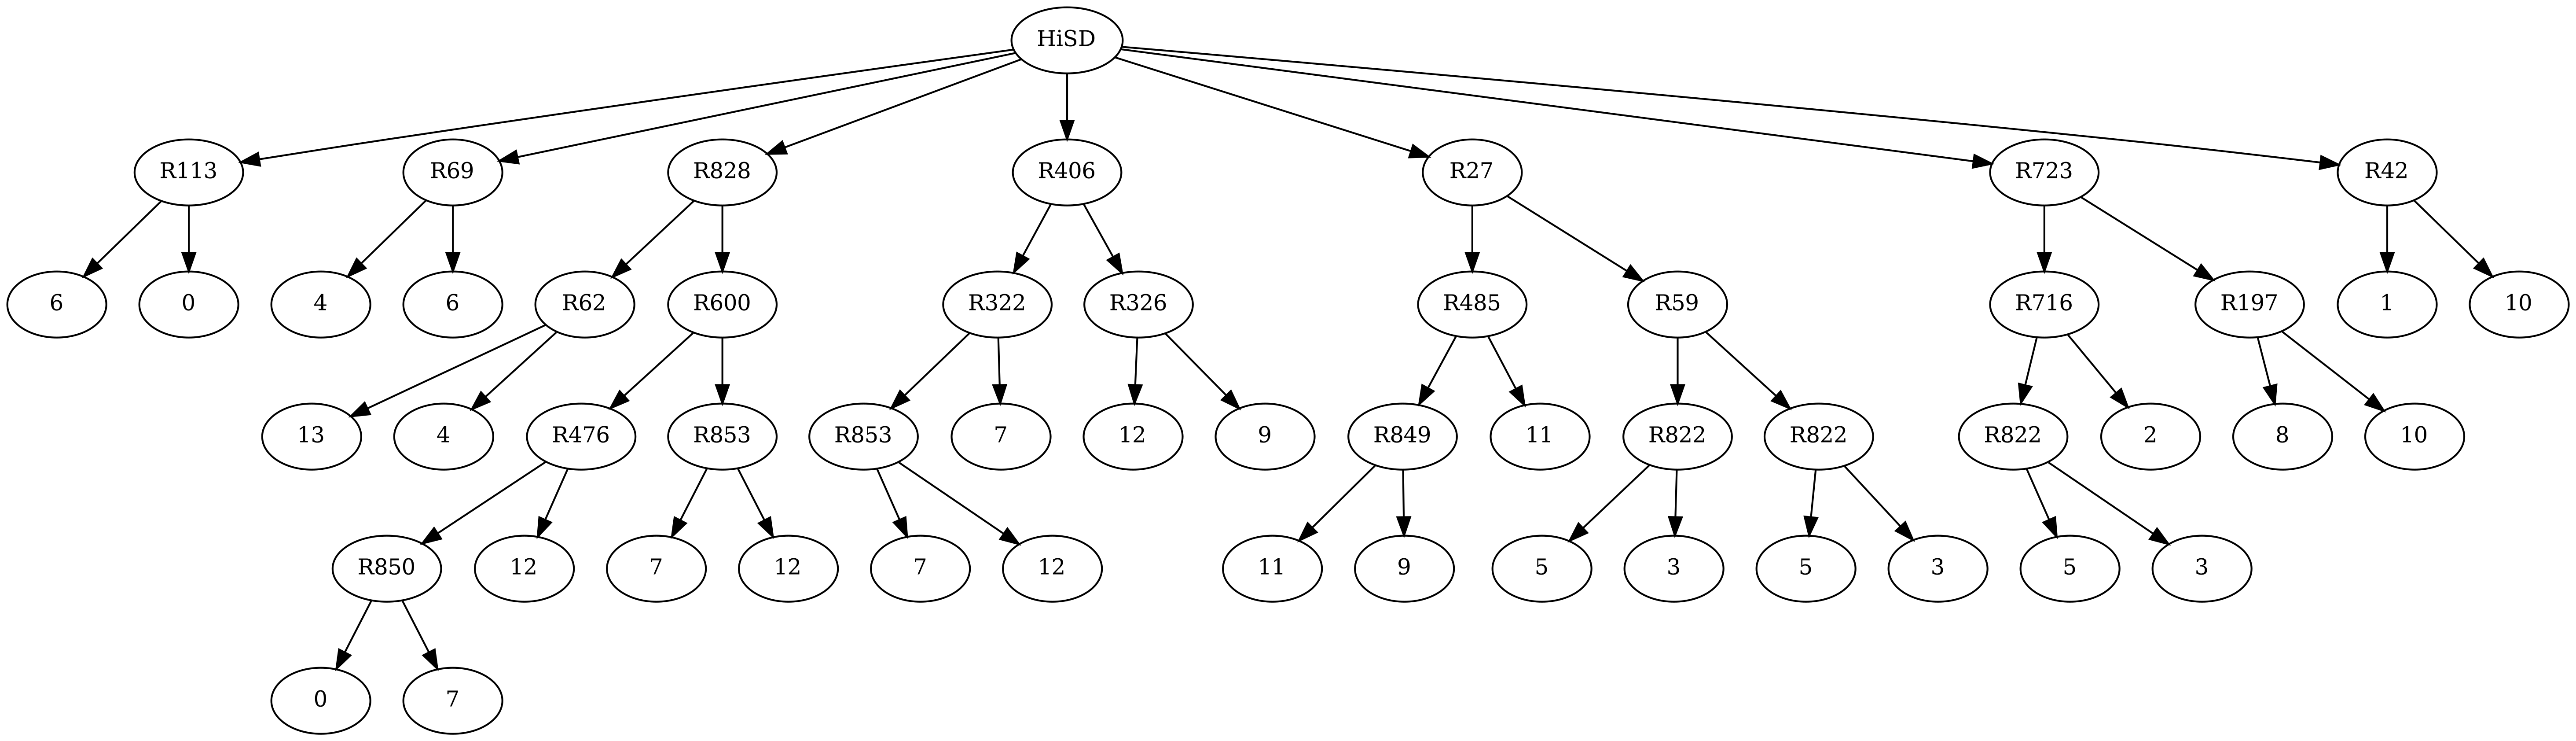 HiSD
R113 R69 R828 R406 R27 R723 R42
6 0 4 6 R62 R600 R322 R326 R485 R59 R716 R197 1 10
13 4 R476 R853 R853 7 12 9 R849 11 R822 R822 R822 2 8 10
R850 12 7 12 7 12 11 9 5 3 5 3 5 3
0 7